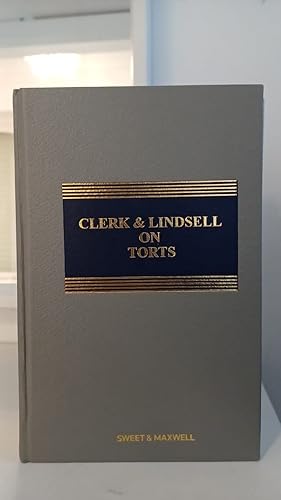 CLERK & LINDSELL
ON
TORTS
SWEET & MAXWELL